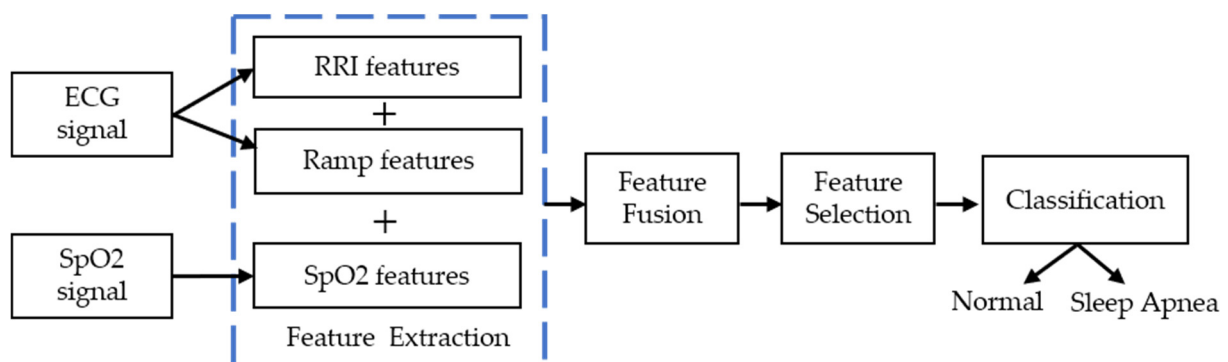 ECG
signal
SpO2
signal
RRI features
+
Ramp features
+
SpO2 features
Feature Extraction
Feature
Fusion
Feature
Selection
Classification
Normal
Sleep Apnea